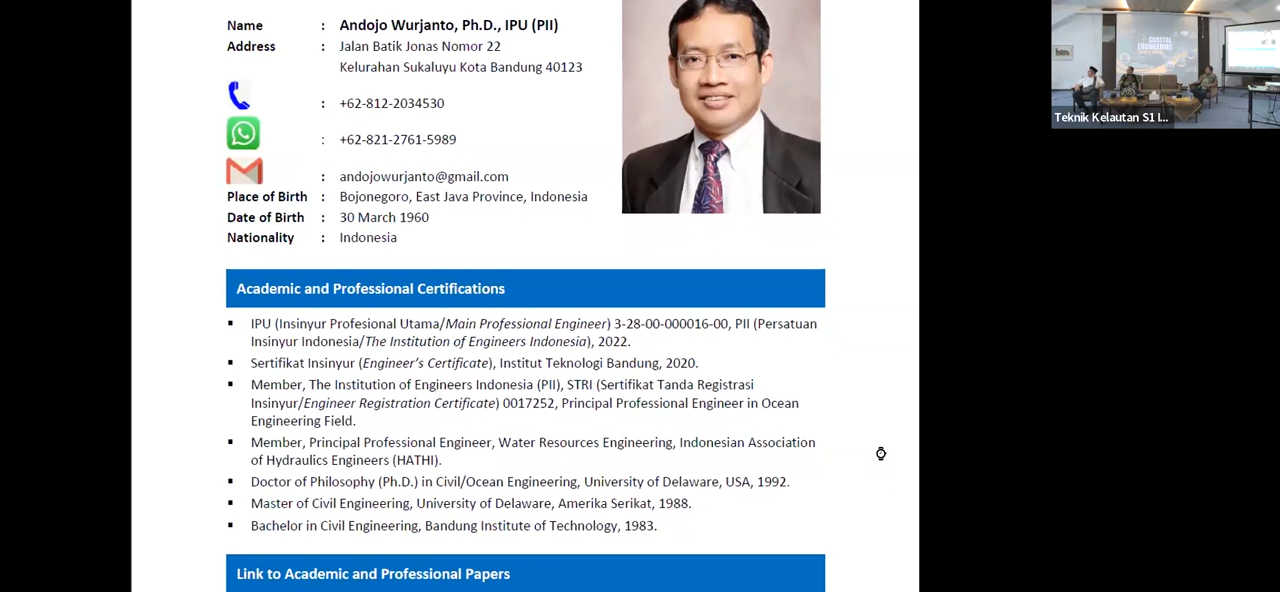 Name : Andojo Wurjanto, Ph.D., IPU (PII)
Address : Jalan Batik Jonas Nomor 22
Kelurahan Sukaluyu Kota Bandung 40123
: +62-812-2034530
: +62-821-2761-5989
: andojowurjanto@gmail.com
Place of Birth : Bojonegoro, East Java Province, Indonesia
Date of Birth : 30 March 1960
Nationality : Indonesia
COASTAL
ENGINEERING
Teknik Kelautan S1 I...
Academic and Professional Certifications
▪ IPU (Insinyur Profesional Utama/Main Professional Engineer) 3-28-00-000016-00, PII (Persatuan
Insinyur Indonesia/The Institution of Engineers Indonesia), 2022.
▪ Sertifikat Insinyur (Engineer's Certificate), Institut Teknologi Bandung, 2020.
▪ Member, The Institution of Engineers Indonesia (PII), STRI (Sertifikat Tanda Registrasi
Insinyur/Engineer Registration Certificate) 0017252, Principal Professional Engineer in Ocean
Engineering Field.
▪ Member, Principal Professional Engineer, Water Resources Engineering, Indonesian Association
of Hydraulics Engineers (HATHI).
▪ Doctor of Philosophy (Ph.D.) in Civil/Ocean Engineering, University of Delaware, USA, 1992.
▪ Master of Civil Engineering, University of Delaware, Amerika Serikat, 1988.
▪ Bachelor in Civil Engineering, Bandung Institute of Technology, 1983.
Link to Academic and Professional Papers